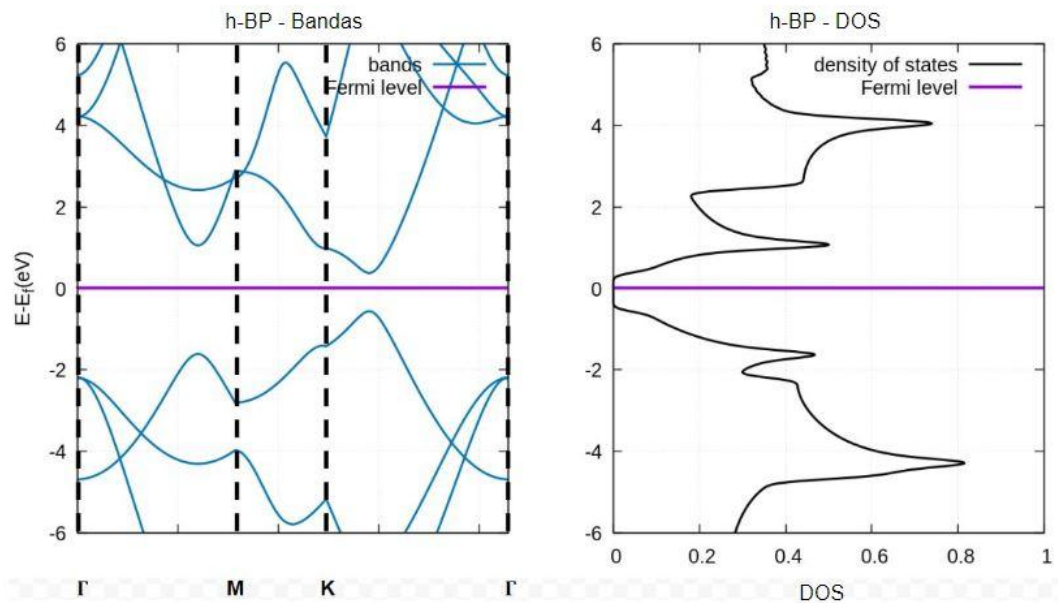 h-BP - Bandas
bands
Fermi level
6
4
2
0
-2
-4
-6
E-Ef(eV)
Γ M K Γ
h-BP - DOS
density of states
Fermi level
6
4
2
0
-2
-4
-6
0 0.2 0.4 0.6 0.8 1
DOS